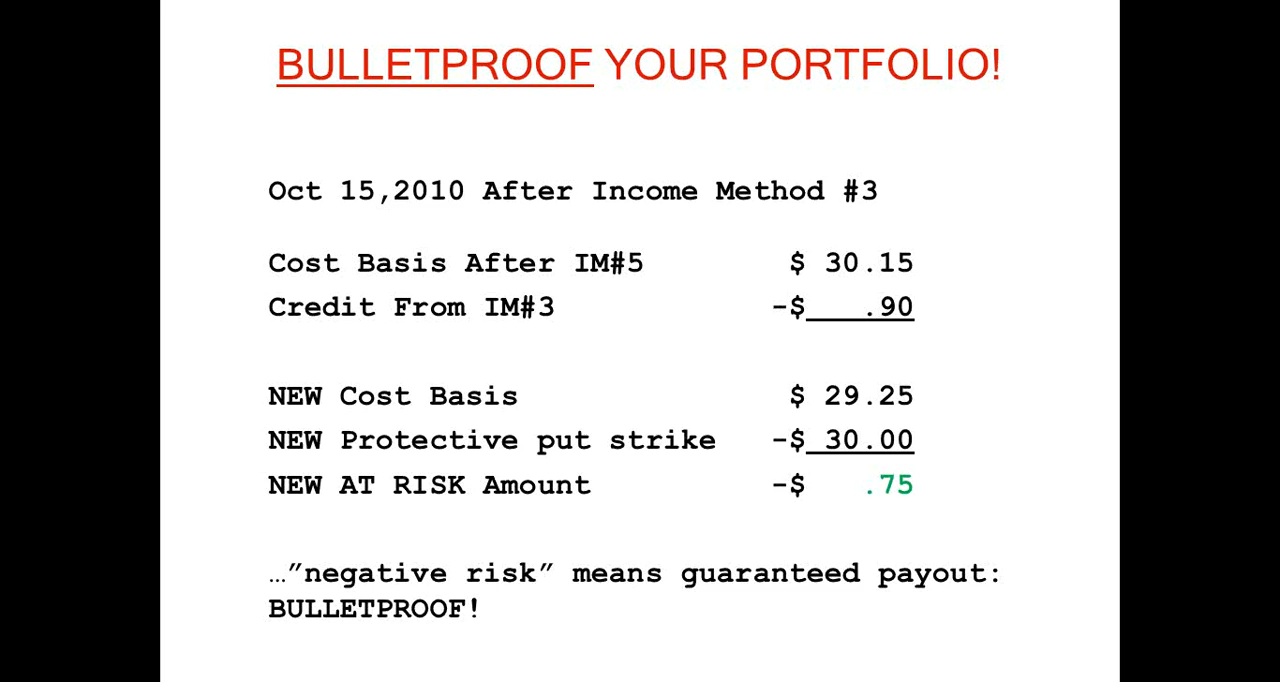 BULLETPROOF YOUR PORTFOLIO!
Oct 15,2010 After Income Method #3
Cost Basis After IM#5 $ 30.15
Credit From IM#3 -$ .90
NEW Cost Basis $ 29.25
NEW Protective put strike -$ 30.00
NEW AT RISK Amount -$ .75
…”negative risk” means guaranteed payout:
BULLETPROOF!